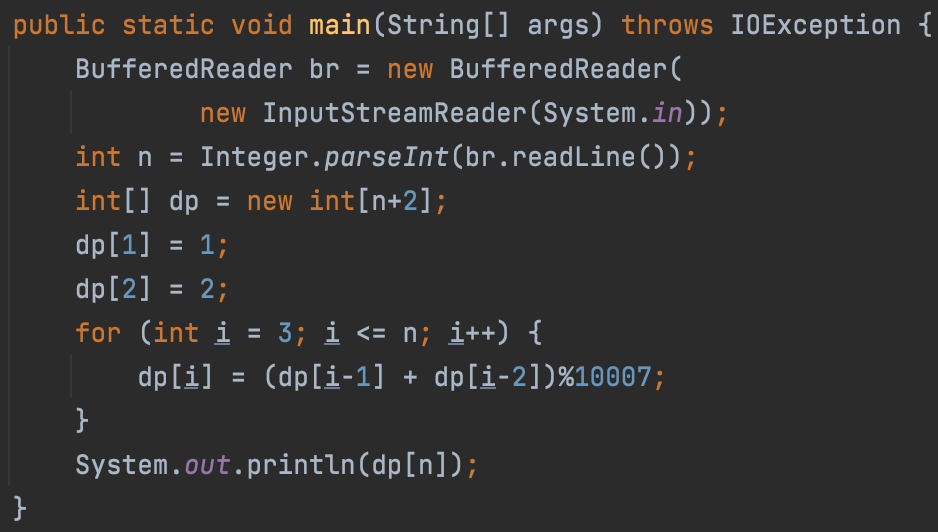 public static void main(String[] args) throws IOException {
    BufferedReader br = new BufferedReader(
            new InputStreamReader(System.in));
    int n = Integer.parseInt(br.readLine());
    int[] dp = new int[n+2];
    dp[1] = 1;
    dp[2] = 2;
    for (int i = 3; i <= n; i++) {
        dp[i] = (dp[i-1] + dp[i-2])%10007;
    }
    System.out.println(dp[n]);
}